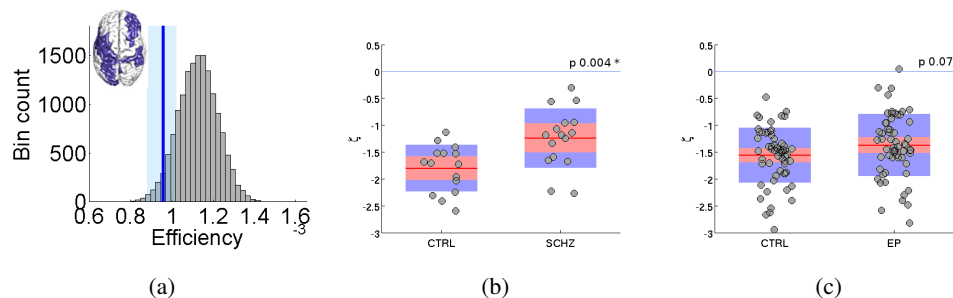 1500
1000
500
0
Bin count
0.6 0.8 1 1.2 1.4 1.6
-3
Efficiency
(a)
0.5
0
-0.5
-1
-1.5
-2
-2.5
-3
ζ
p 0.004 *
CTRL SCHZ
(b)
0.5
0
-0.5
-1
-1.5
-2
-2.5
-3
ζ
p 0.07
CTRL EP
(c)